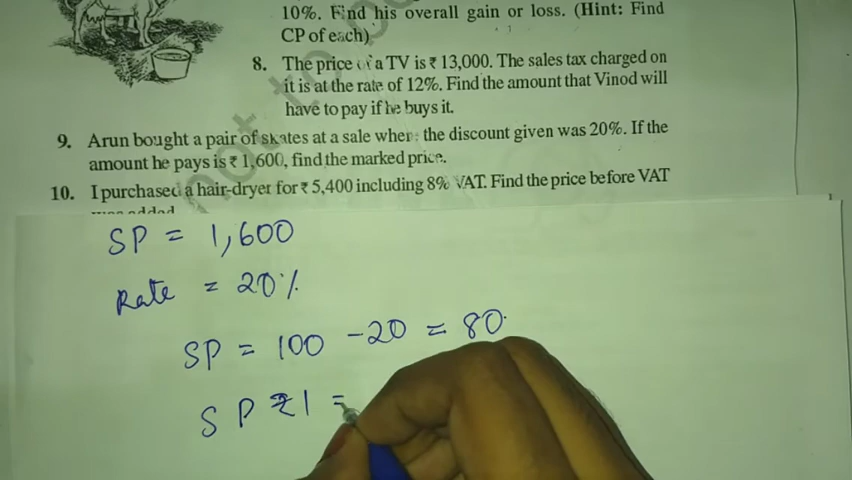 10%. Find his overall gain or loss. (Hint: Find
CP of each)
8. The price of a TV is ₹ 13,000. The sales tax charged on
it is at the rate of 12%. Find the amount that Vinod will
have to pay if he buys it.
9. Arun bought a pair of skates at a sale where the discount given was 20%. If the
amount he pays is ₹ 1,600, find the marked price.
10. I purchased a hair-dryer for ₹ 5,400 including 8% VAT. Find the price before VAT
was added.
not to be
SP = 1,600
Rate = 20%
SP = 100 - 20 = 80
SP ₹1 =